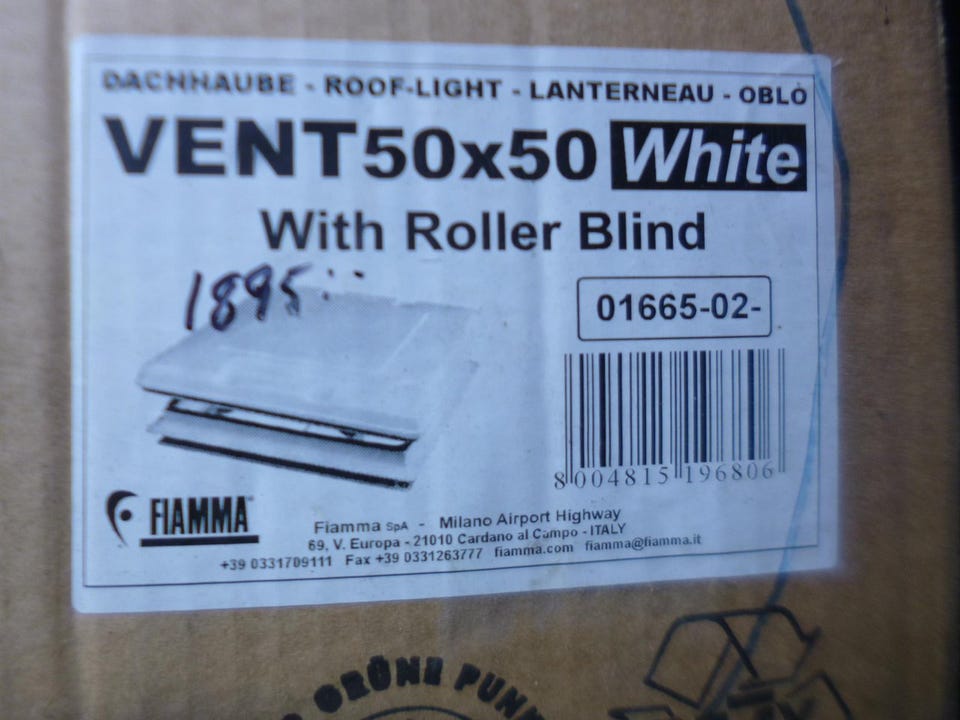 DACHHAUBE - ROOF-LIGHT - LANTERNEAU - OBLÒ
VENT50x50 White
With Roller Blind
1895
01665-02-
8 004815 196806
FIAMMA
Fiamma SpA - Milano Airport Highway
69, V. Europa - 21010 Cardano al Campo - ITALY
+39 0331709111 Fax +39 0331263777 fiamma.com fiamma@fiamma.it
GRÜNE PUN